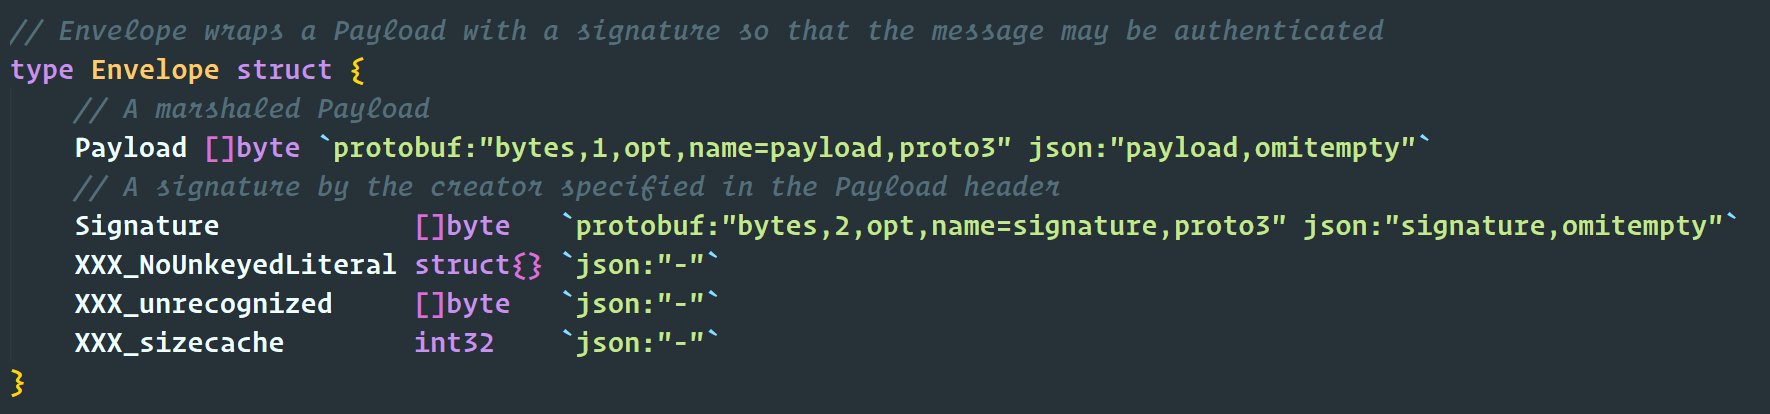 // Envelope wraps a Payload with a signature so that the message may be authenticated
type Envelope struct {
    // A marshaled Payload
    Payload []byte `protobuf:"bytes,1,opt,name=payload,proto3" json:"payload,omitempty"`
    // A signature by the creator specified in the Payload header
    Signature            []byte   `protobuf:"bytes,2,opt,name=signature,proto3" json:"signature,omitempty"`
    XXX_NoUnkeyedLiteral struct{} `json:"-"`
    XXX_unrecognized     []byte   `json:"-"`
    XXX_sizecache        int32    `json:"-"`
}